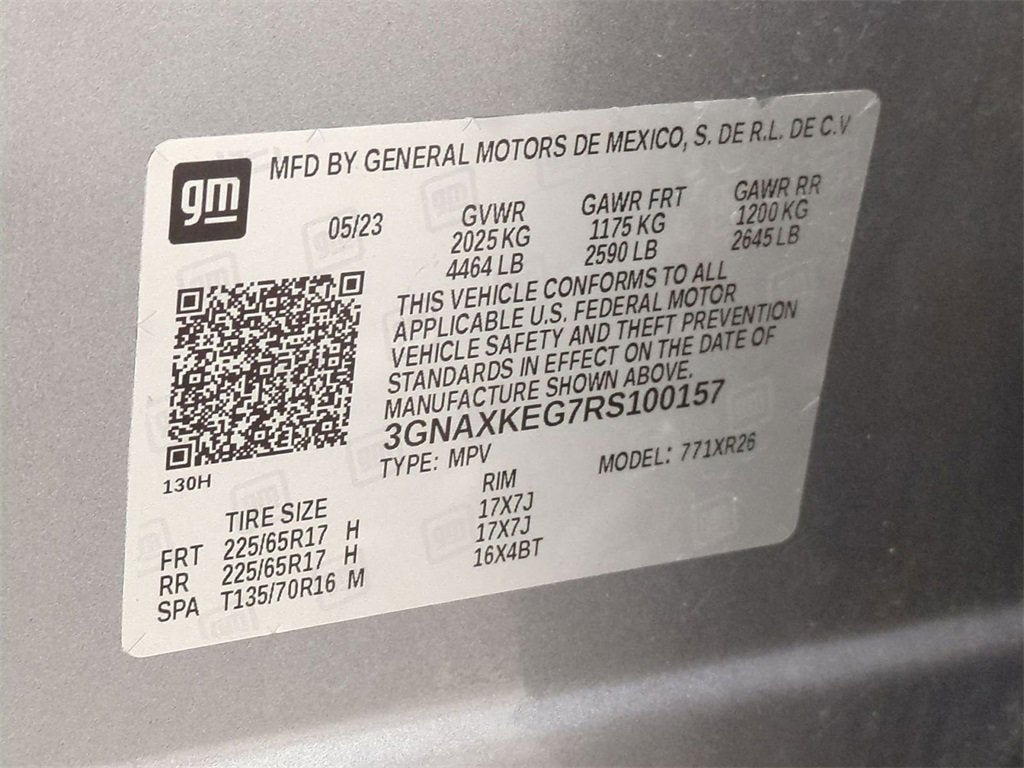 gm
MFD BY GENERAL MOTORS DE MEXICO, S. DE R.L. DE C.V
05/23 GVWR GAWR FRT GAWR RR
2025 KG 1175 KG 1200 KG
4464 LB 2590 LB 2645 LB
THIS VEHICLE CONFORMS TO ALL
APPLICABLE U.S. FEDERAL MOTOR
VEHICLE SAFETY AND THEFT PREVENTION
STANDARDS IN EFFECT ON THE DATE OF
MANUFACTURE SHOWN ABOVE.
3GNAXKEG7RS100157
TYPE: MPV MODEL: 771XR26
130H
TIRE SIZE RIM
FRT 225/65R17 H 17X7J
RR 225/65R17 H 17X7J
SPA T135/70R16 M 16X4BT